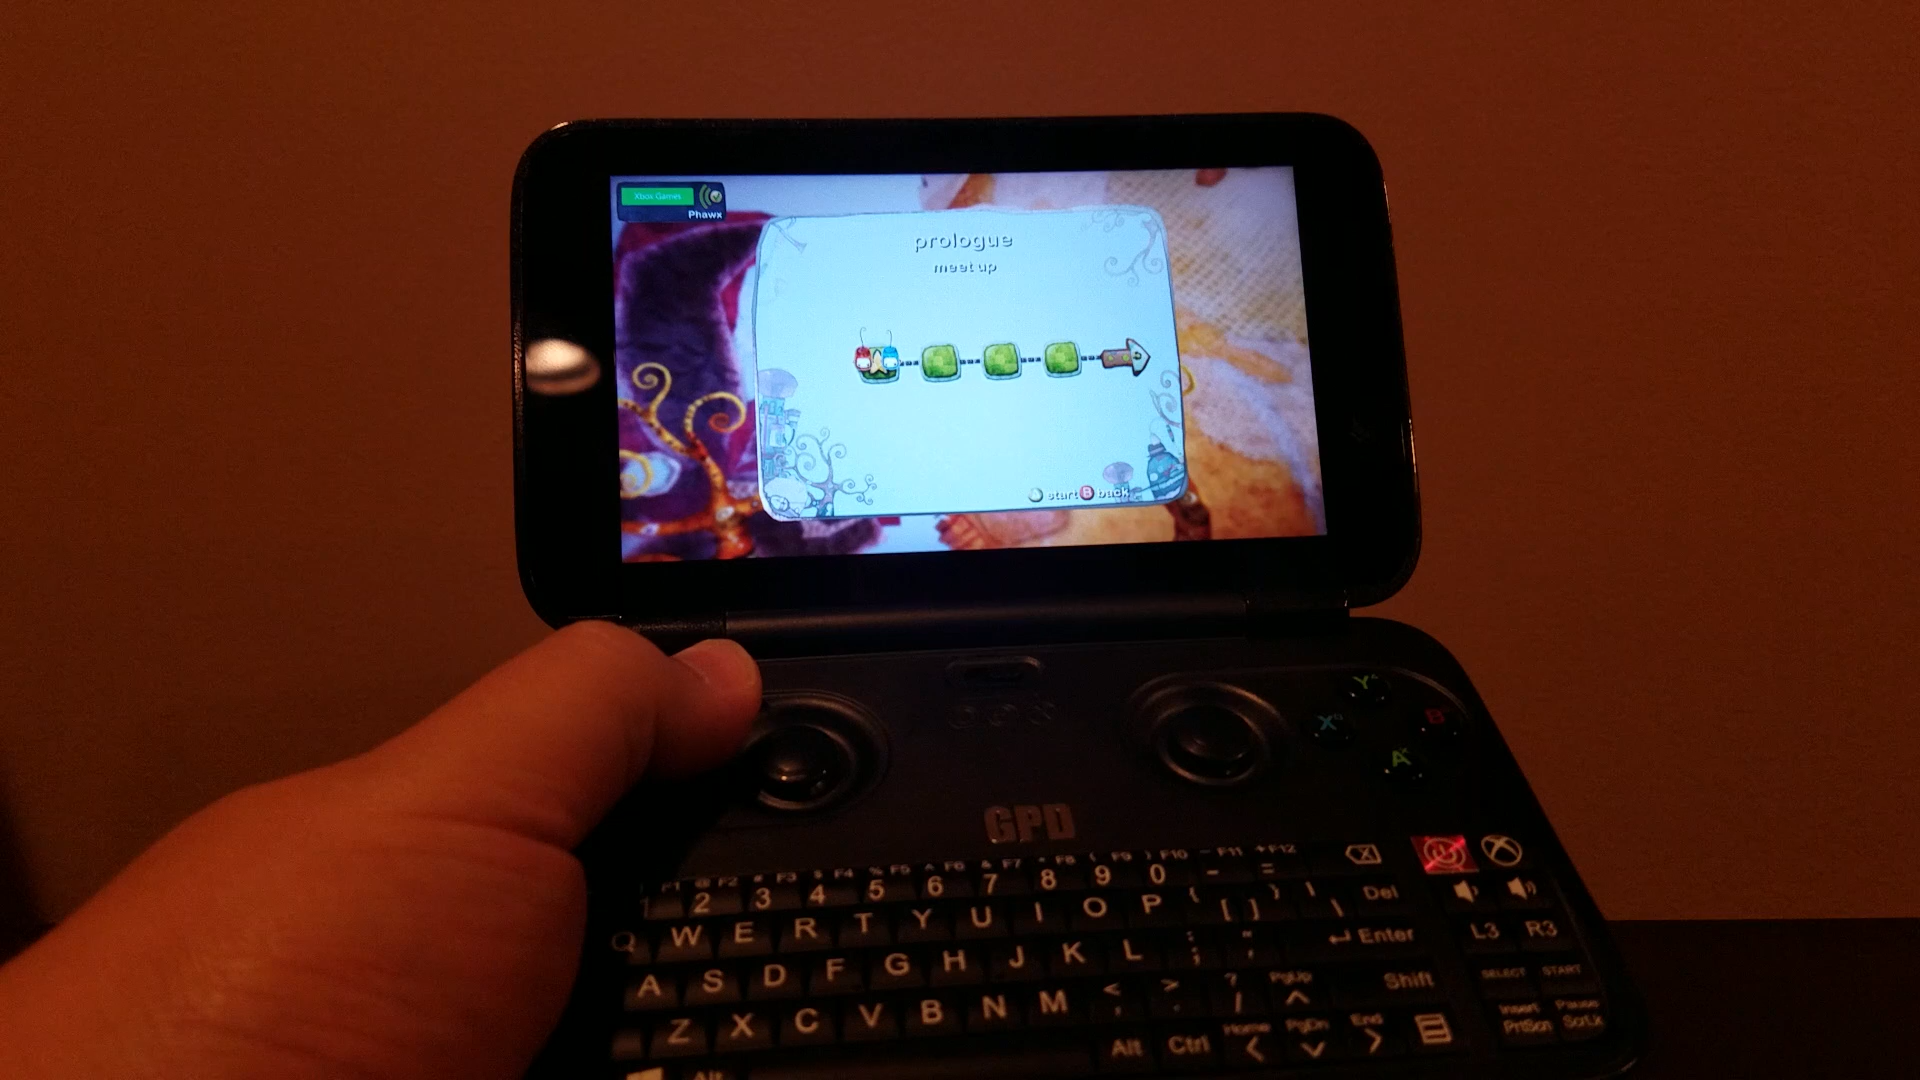 Xbox Games
Phawx
prologue
meet up
start B back
Y
X
B
A
GPD
F1 @ F2 # F3 $ F4 % F5 ^ F6 & F7 * F8 ( F9 ) F10 - F11 + F12
1 2 3 4 5 6 7 8 9 0 - =
Q W E R T Y U I O P { [ } ] | \ Del
A S D F G H J K L : ; " ' Enter L3 R3
Z X C V B N M < , > . ? / PgUp Shift SELECT START
Alt Alt Ctrl Home PgDn End Insert PrtScn Pause ScrLk